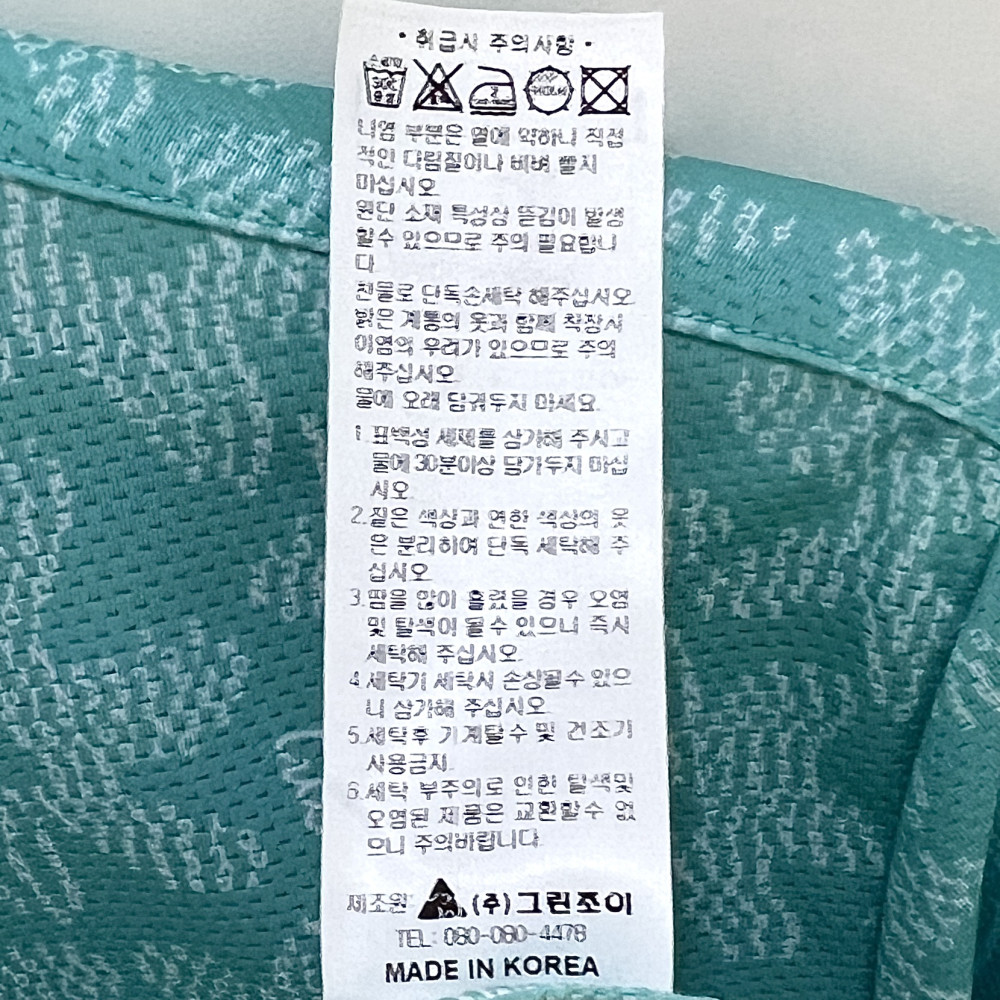 • 취급시 주의사항 •
손세탁
30℃
중성
니염 부분은 열에 약하니 직접
적인 다림질이나 비벼 빨지
마십시오
원단 소재 특성상 뜯김이 발생
할수 있으므로 주의 필요합니
다
찬물로 단독손세탁 해주십시오
밝은 계통의 옷과 함께 착장시
이염의 우려가 있으므로 주의
해주십시오
물에 오래 담궈두지 마세요.
1. 표백성 세제를 삼가해 주시고
물에 30분이상 담가두지 마십
시오
2. 짙은 색상과 연한 색상의 옷
은 분리하여 단독 세탁해 주
십시오
3. 땀을 많이 흘렸을 경우 오염
및 탈색이 될수 있으니 즉시
세탁해 주십시오.
4. 세탁기 세탁시 손상될수 있으
니 삼가해 주십시오
5. 세탁후 기계탈수 및 건조기
사용금지.
6. 세탁 부주의로 인한 탈색및
오염된 제품은 교환할수 없
으니 주의바랍니다.
제조원 (주)그린조이
TEL: 080-080-4478
MADE IN KOREA